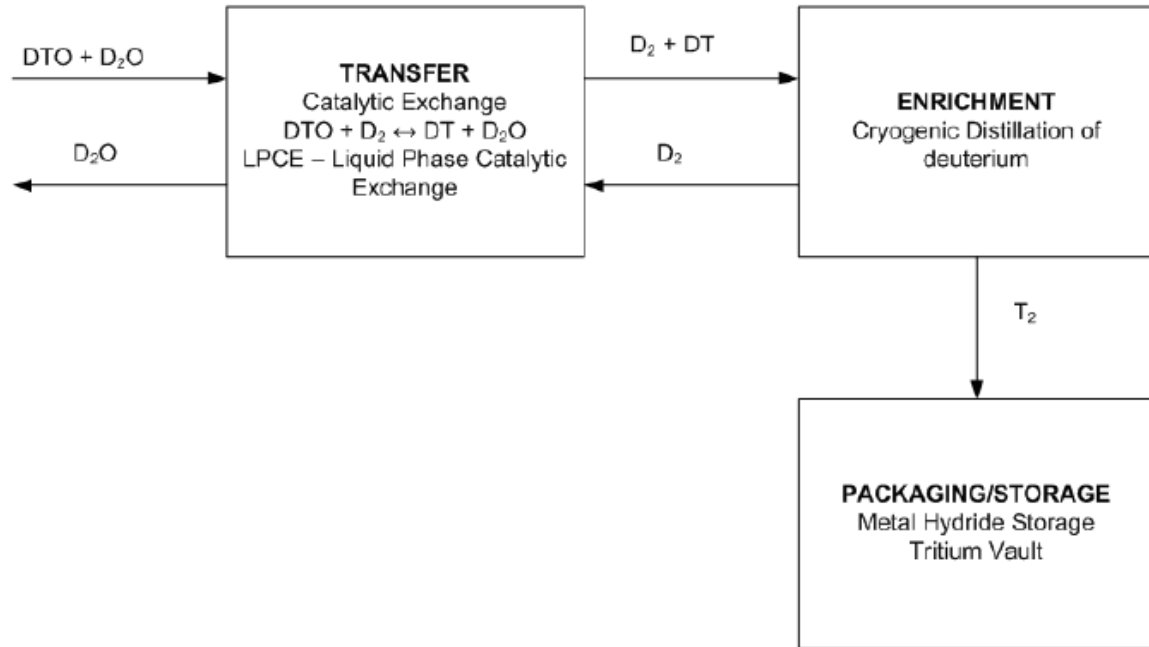 DTO + D₂O
D₂O
TRANSFER
Catalytic Exchange
DTO + D₂ ↔ DT + D₂O
LPCE – Liquid Phase Catalytic
Exchange
D₂ + DT
D₂
ENRICHMENT
Cryogenic Distillation of
deuterium
T₂
PACKAGING/STORAGE
Metal Hydride Storage
Tritium Vault